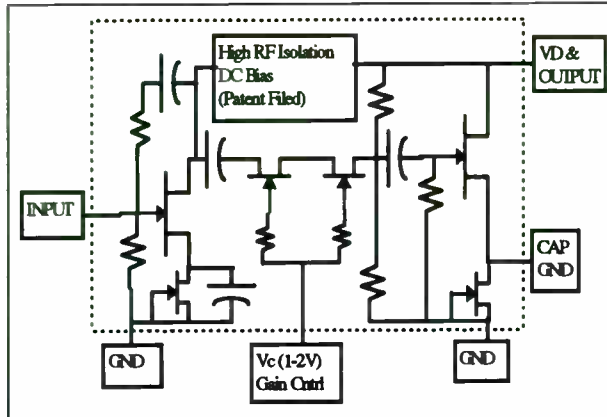 High RF Isolation
DC Bias
(Patent Filed)
VD &
OUTPUT
INPUT
CAP
GND
GND
Vc (1-2V)
Gain Cntrl
GND